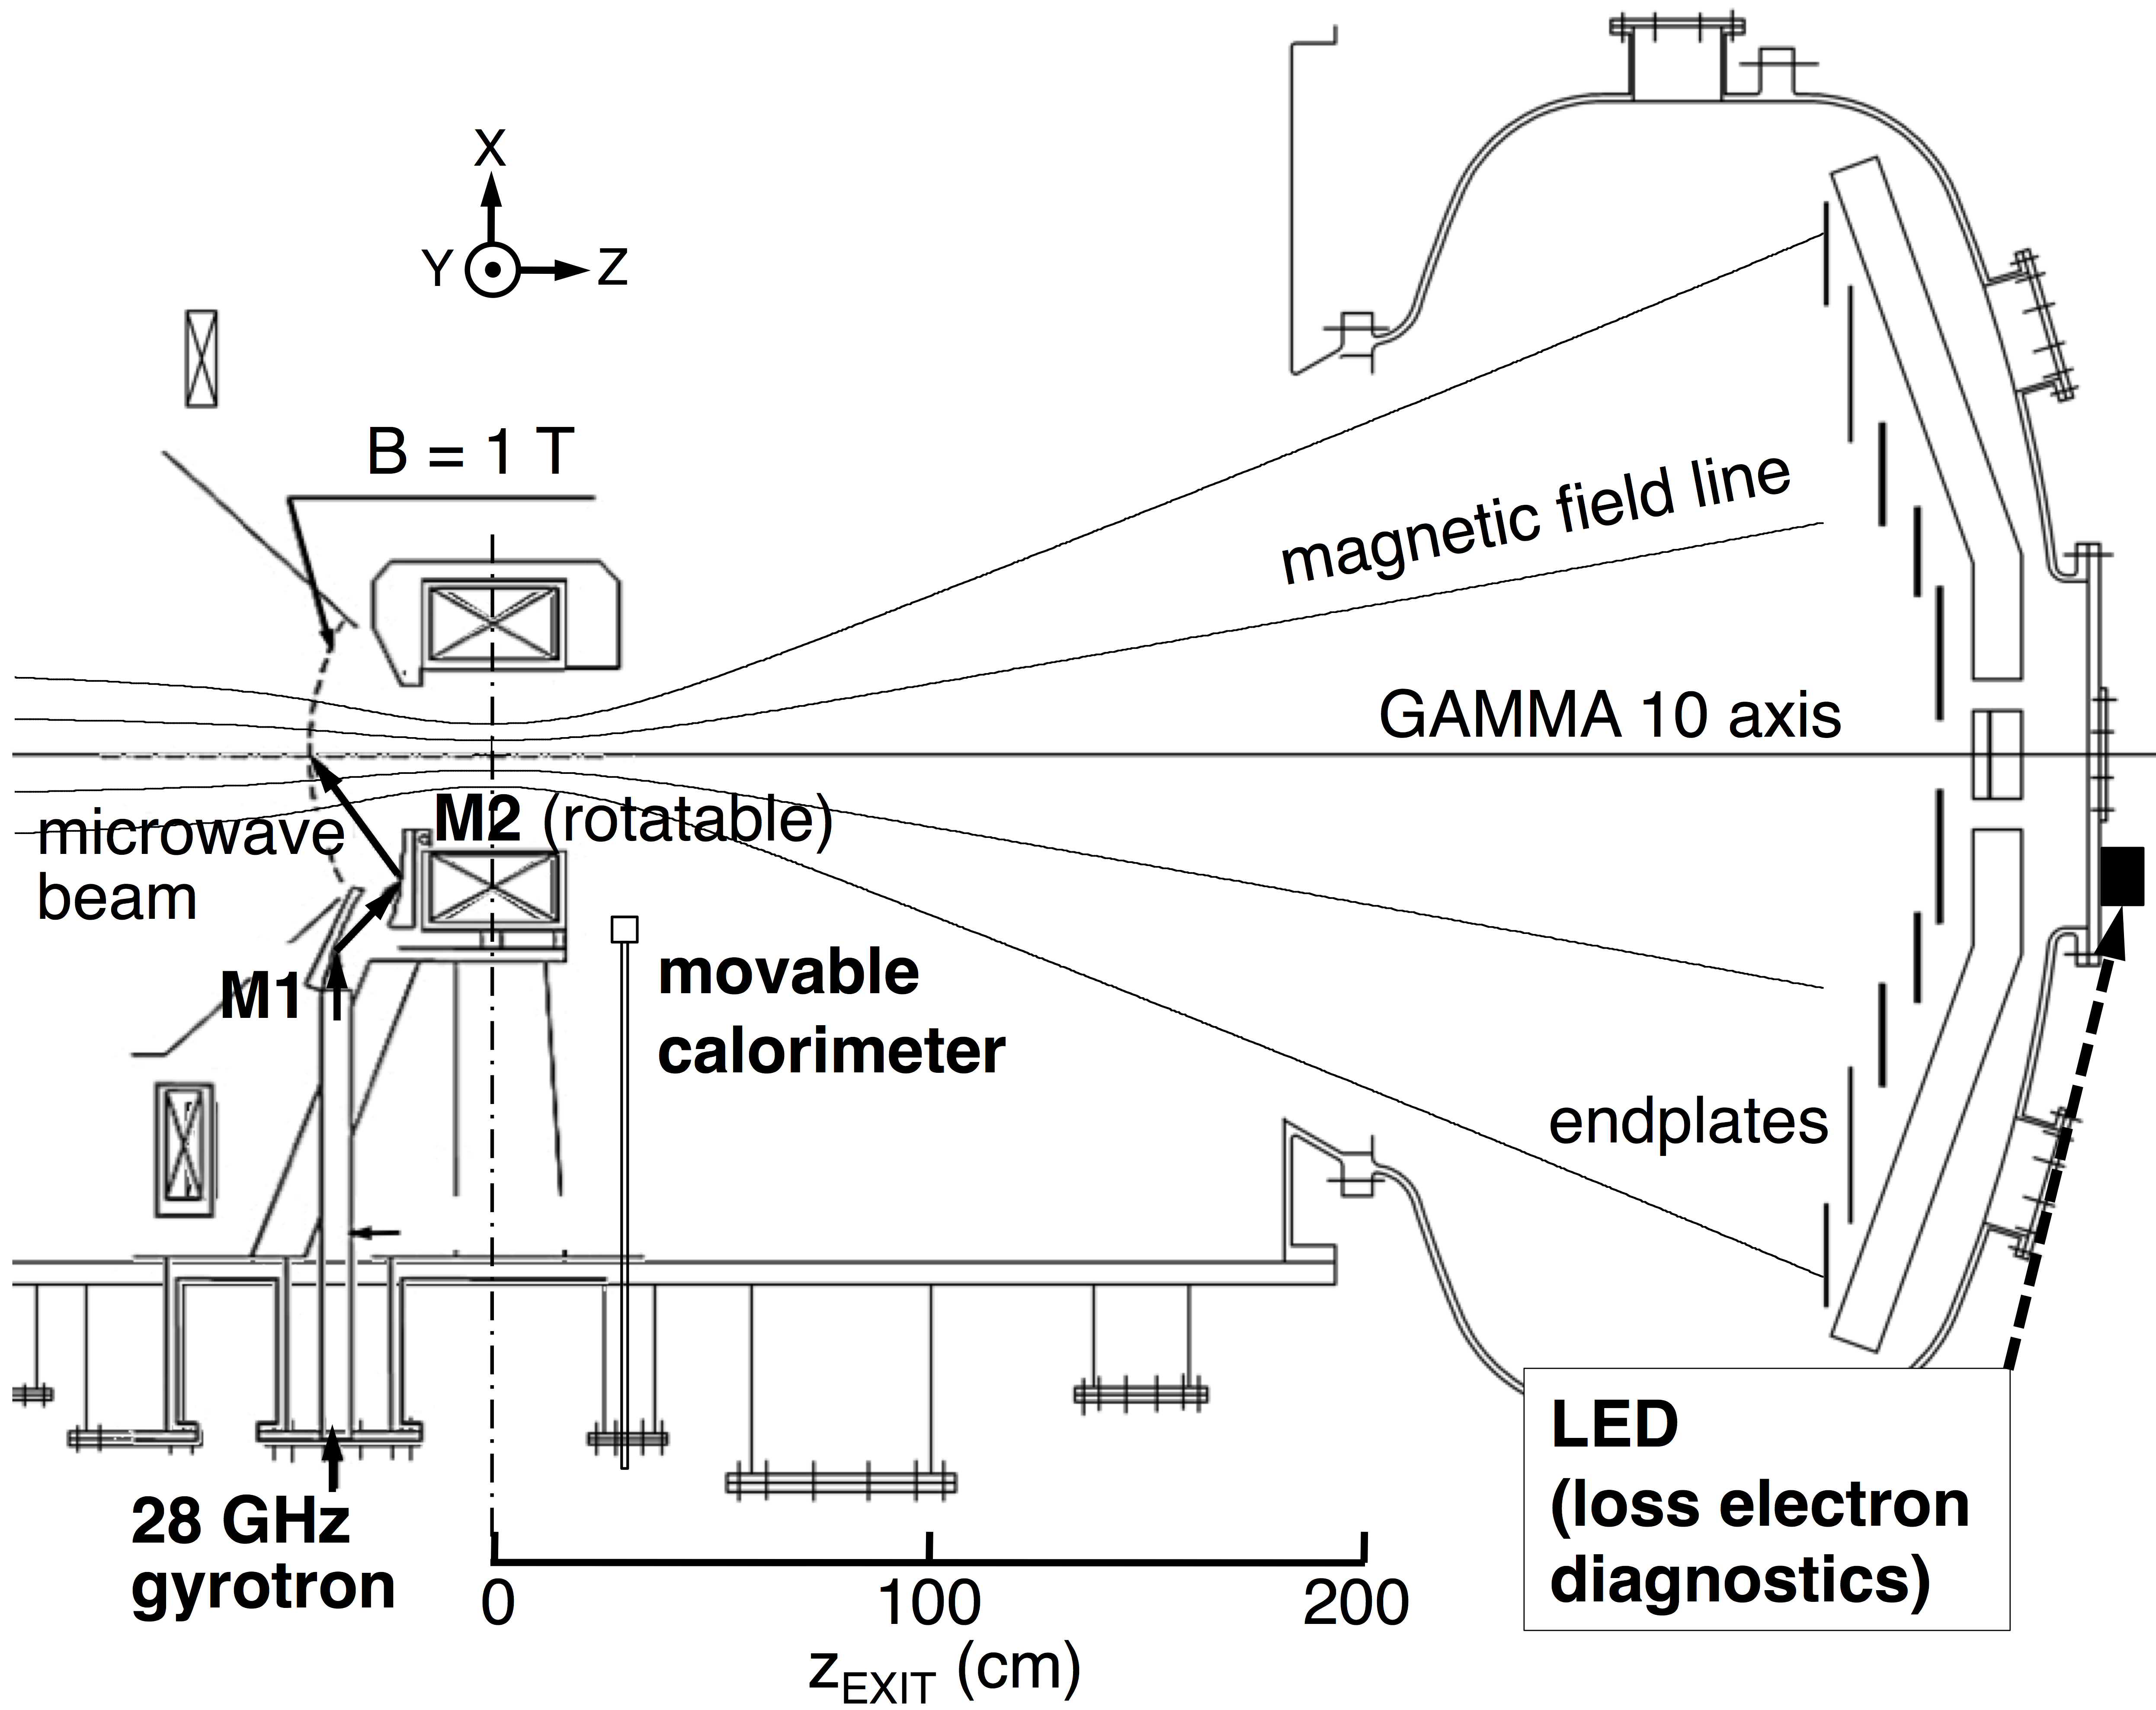 X
Y
Z
B = 1 T
magnetic field line
GAMMA 10 axis
M2 (rotatable)
microwave
beam
M1
movable
calorimeter
endplates
LED
(loss electron
diagnostics)
28 GHz
gyrotron
0
100
200
zEXIT (cm)